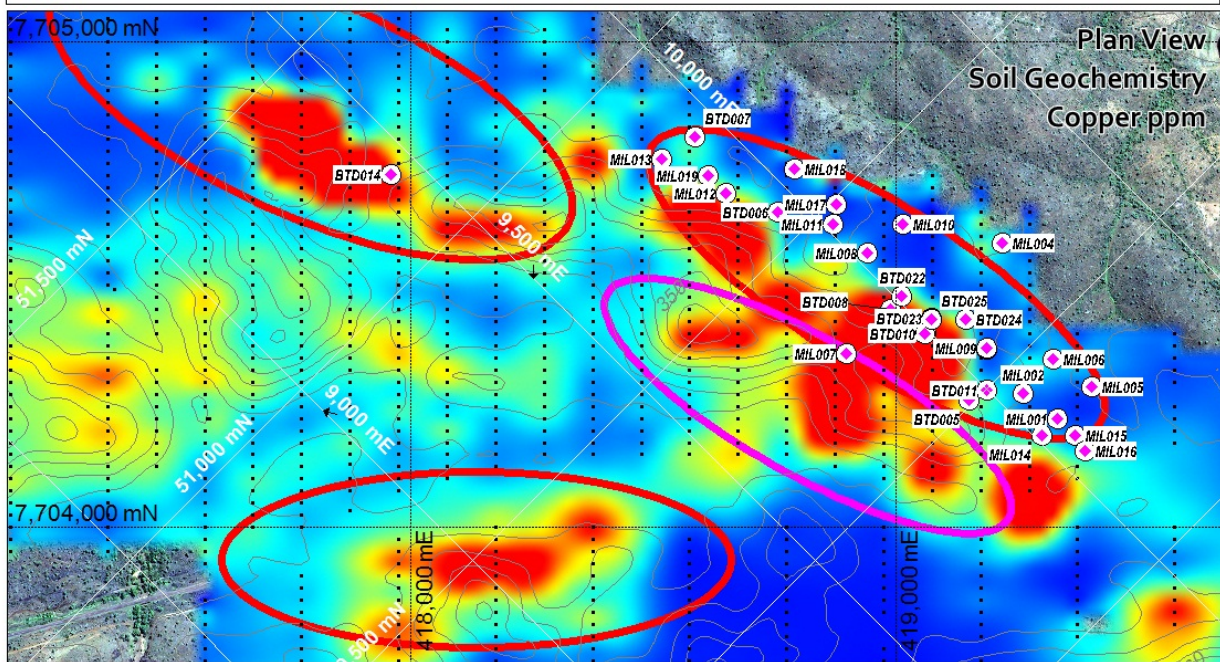 7,705,000 mN
Plan View
Soil Geochemistry
Copper ppm
10,000 mE
BTD007
MIL013
MIL019
MIL018
BTD014
MIL012
MIL017
BTD006
MIL011
MIL010
MIL004
9,500 mE
51,500 mN
MIL008
BTD022
350
BTD008
BTD025
BTD023
BTD024
BTD010
MIL009
MIL007
MIL006
MIL002
MIL005
BTD011
9,000 mE
BTD005
MIL001
51,000 mN
MIL014
MIL015
MIL016
7,704,000 mN
418,000 mE
419,000 mE